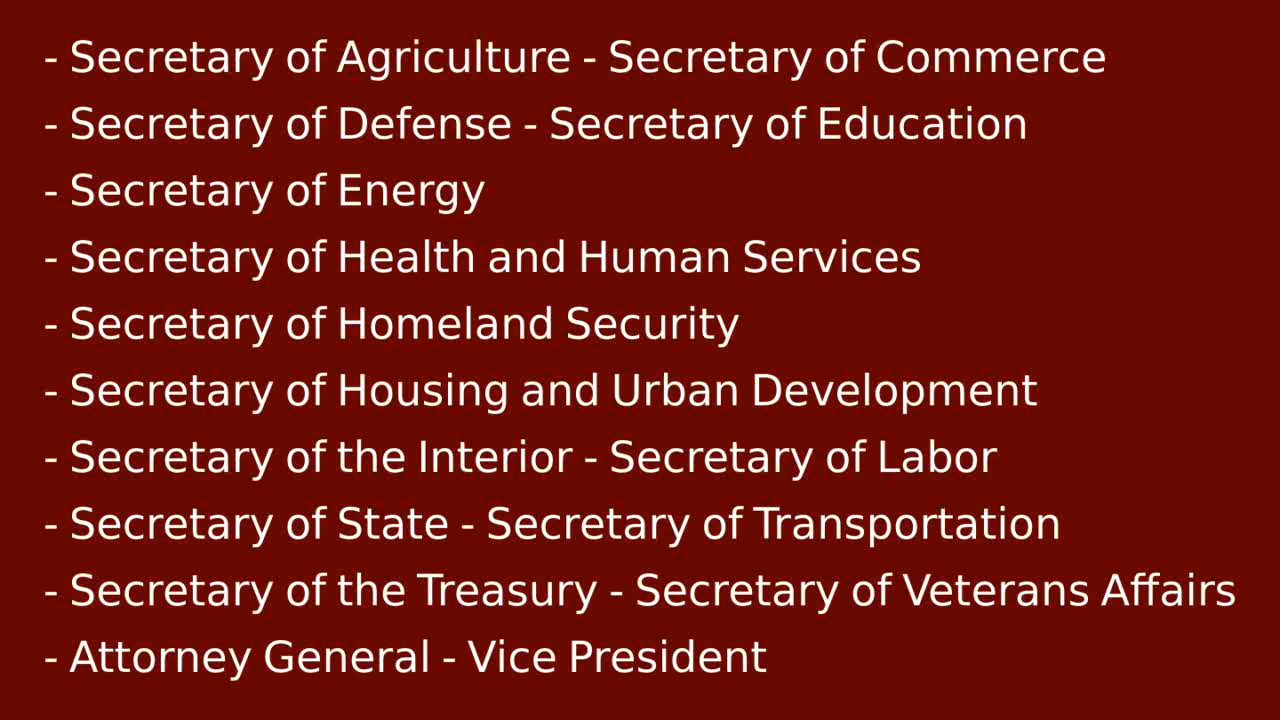 - Secretary of Agriculture - Secretary of Commerce
- Secretary of Defense - Secretary of Education
- Secretary of Energy
- Secretary of Health and Human Services
- Secretary of Homeland Security
- Secretary of Housing and Urban Development
- Secretary of the Interior - Secretary of Labor
- Secretary of State - Secretary of Transportation
- Secretary of the Treasury - Secretary of Veterans Affairs
- Attorney General - Vice President